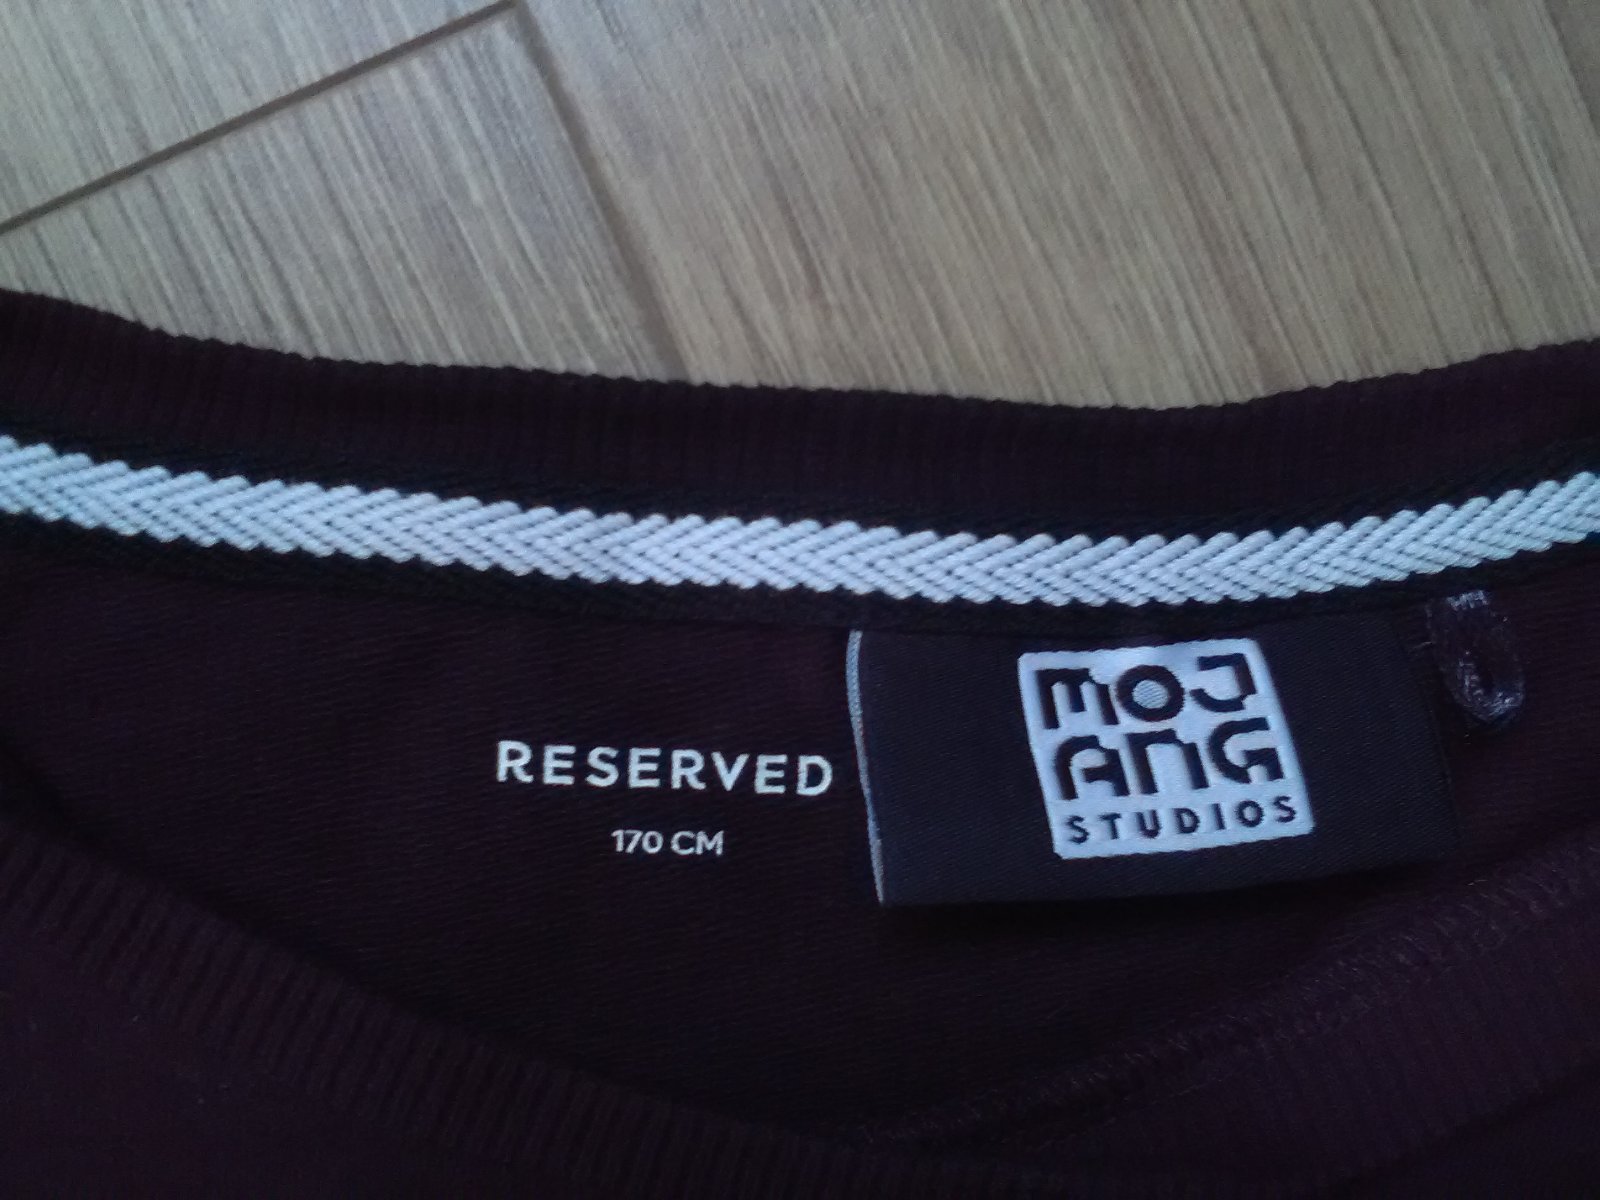 RESERVED
170 CM
MOJ
ANG
STUDIOS